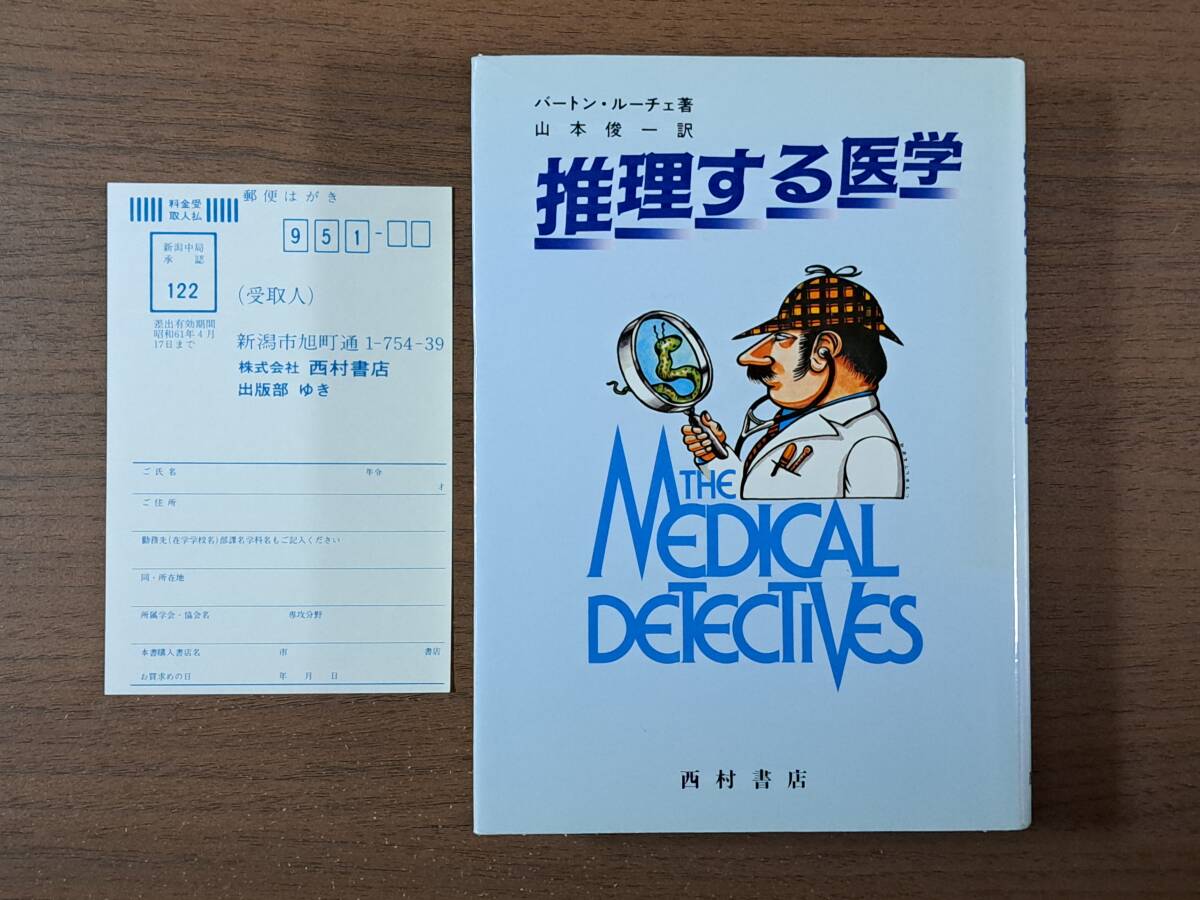 郵便はがき
料金受
取人払
951-
新潟中局
承認
122
差出有効期間
昭和61年4月
17日まで
(受取人)
新潟市旭町通1-754-39
株式会社 西村書店
出版部 ゆき
ご氏名 年令
才
ご住所
勤務先(在学学校名)部課名学科名もご記入ください
同・所在地
所属学会・協会名 専攻分野
本書購入書店名 市 書店
お買求めの日 年 月 日
バートン・ルーチェ著
山本俊一訳
推理する医学
THE
MEDICAL
DETECTIVES
西村書店